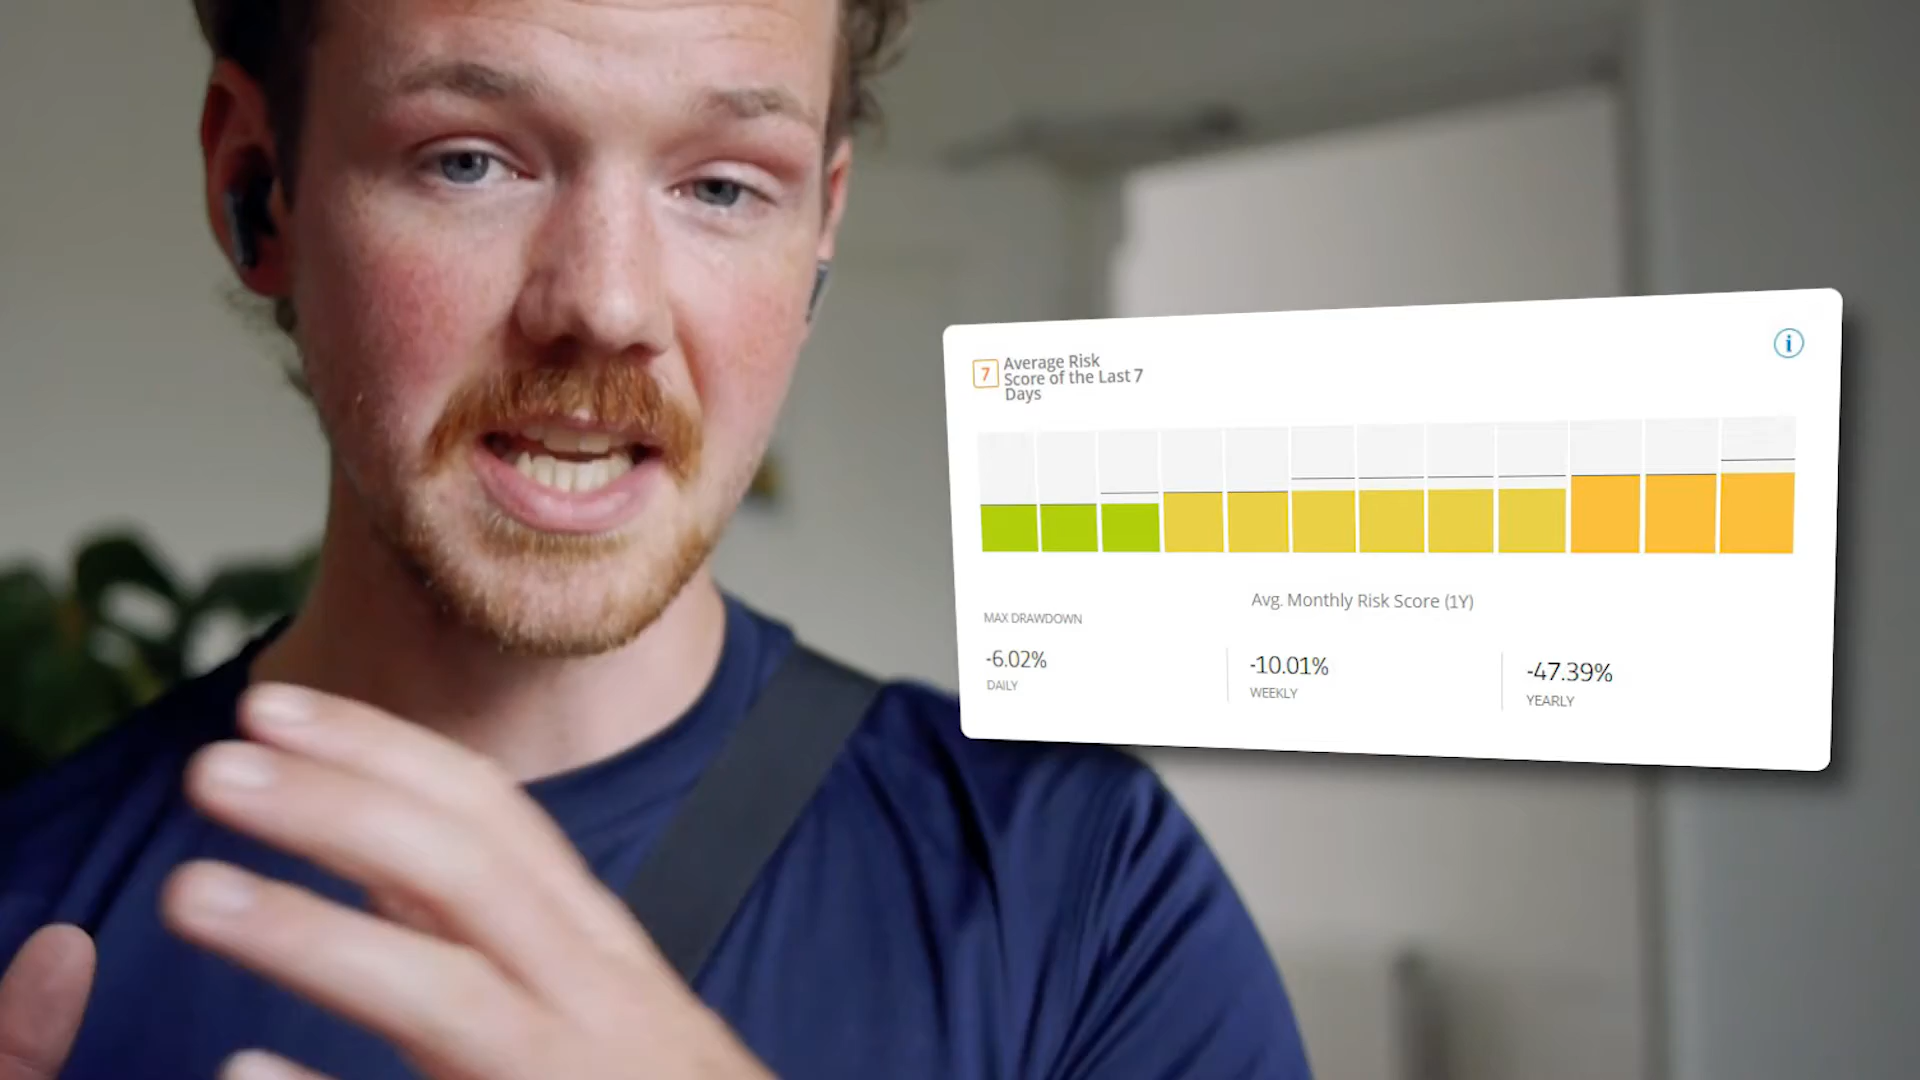 7
Average Risk
Score of the Last 7
Days
i
Avg. Monthly Risk Score (1Y)
MAX DRAWDOWN
-6.02%
DAILY
-10.01%
WEEKLY
-47.39%
YEARLY